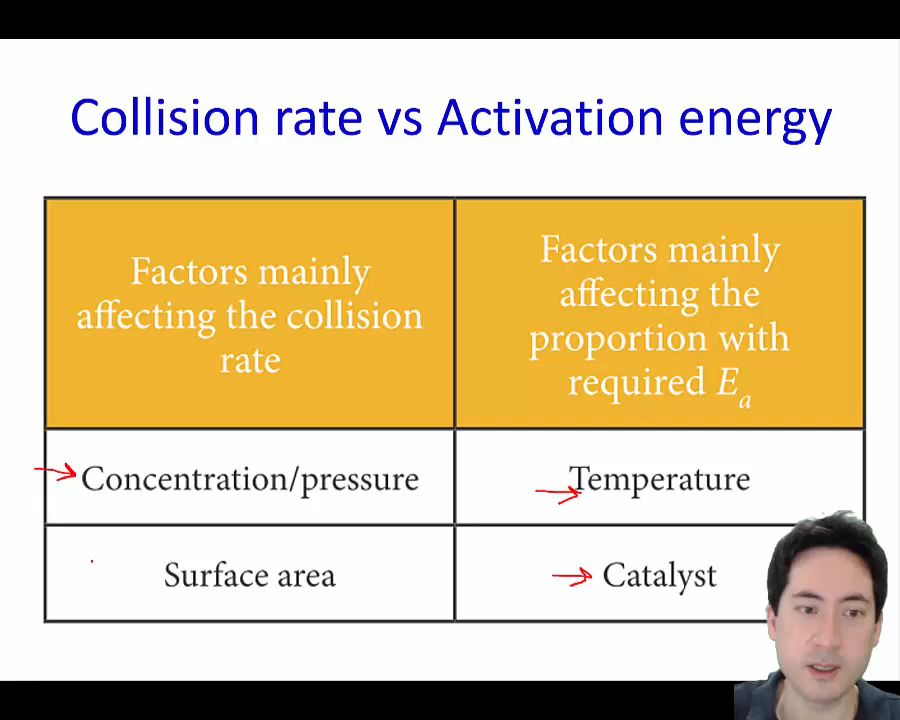 Collision rate vs Activation energy
Factors mainly
affecting the collision
rate
Factors mainly
affecting the
proportion with
required Eₐ
Concentration/pressure
Temperature
Surface area
Catalyst